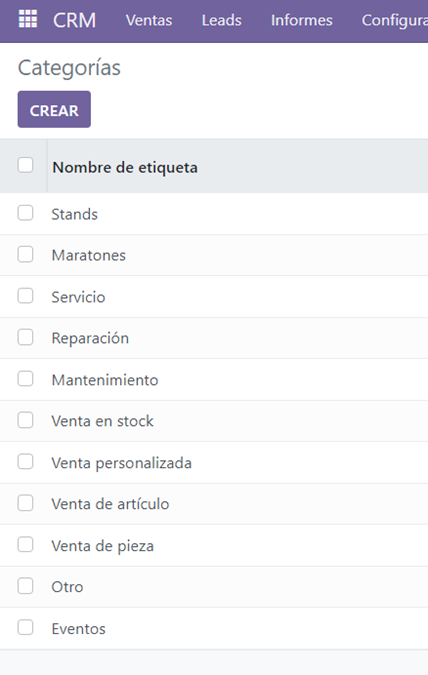 CRM Ventas Leads Informes Configura
Categorías
CREAR
Nombre de etiqueta
Stands
Maratones
Servicio
Reparación
Mantenimiento
Venta en stock
Venta personalizada
Venta de artículo
Venta de pieza
Otro
Eventos